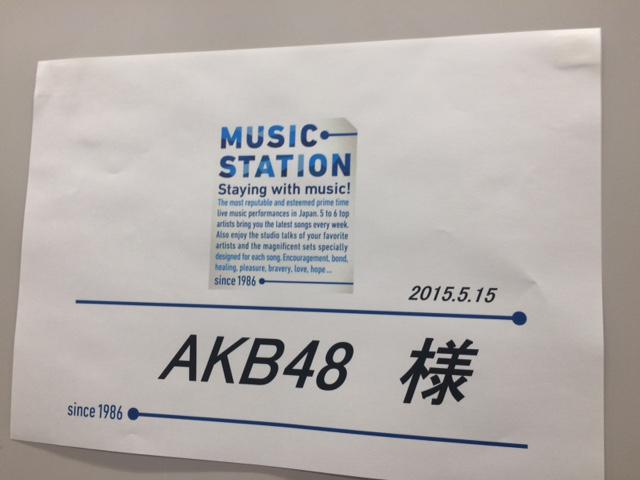 MUSIC
STATION
Staying with music!
The most reputable and esteemed prime time
live music performances in Japan. 5 to 6 top
artists bring you the latest songs every week.
Also enjoy the studio talks of your favorite
artists and the magnificent sets specially
designed for each song. Encouragement, bond,
healing, pleasure, bravery, love, hope...
since 1986
2015.5.15
AKB48 様
since 1986